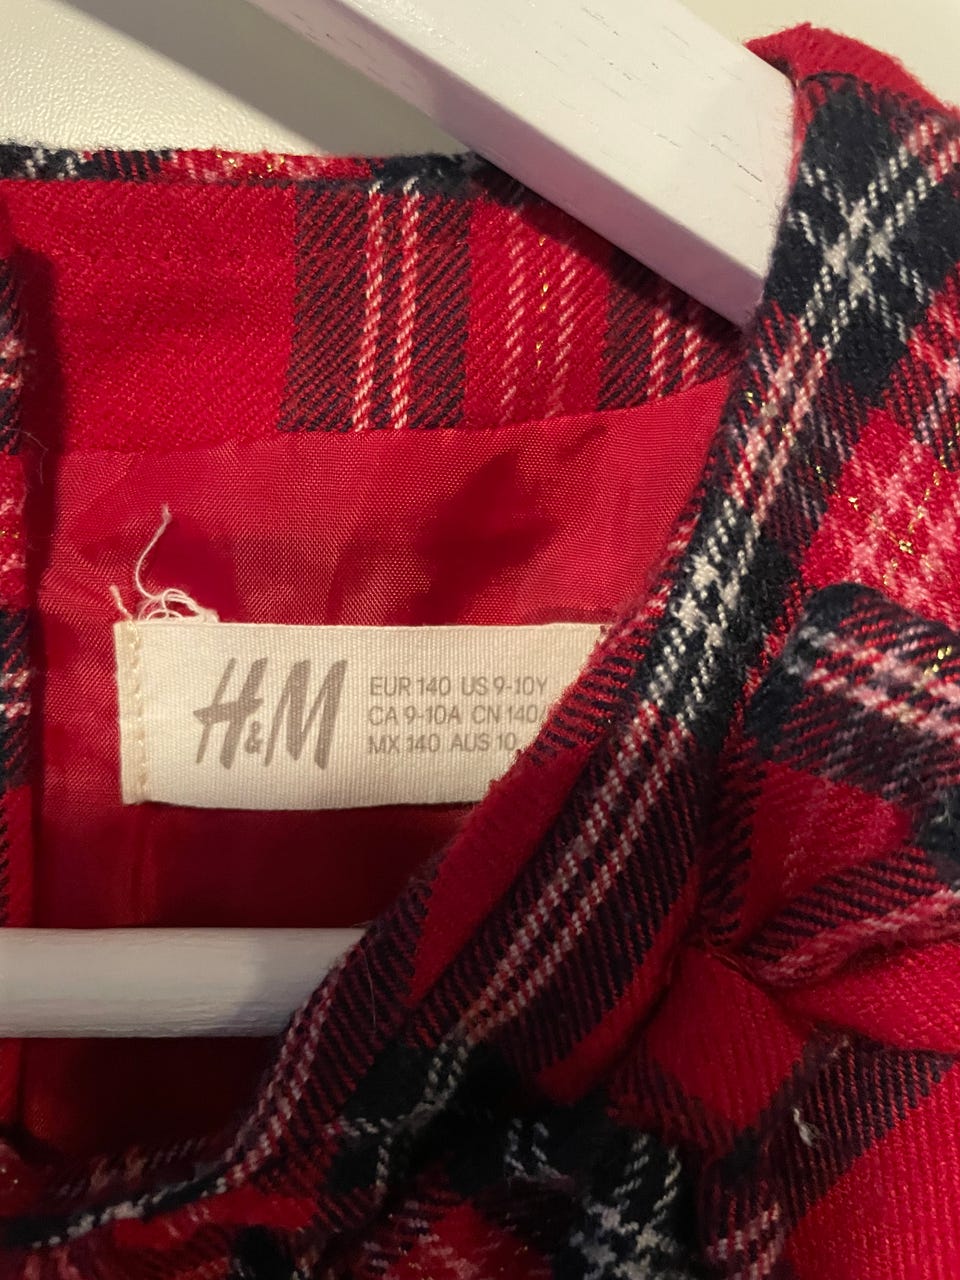 H&M
EUR 140 US 9-10Y
CA 9-10A CN 140/
MX 140 AUS 10